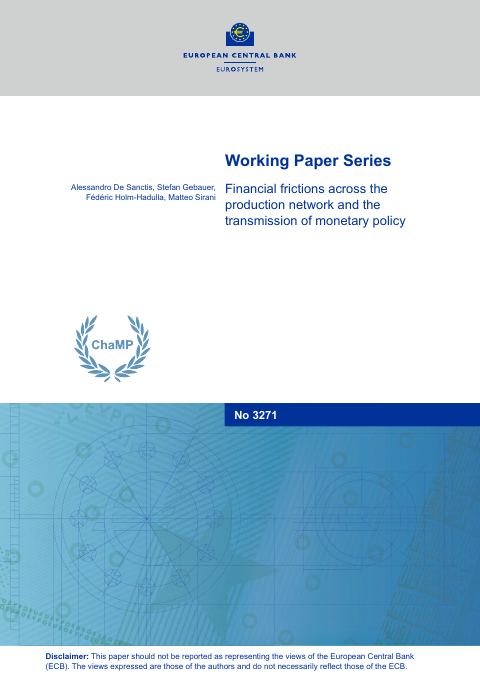 EUROPEAN CENTRAL BANK
EUROSYSTEM
Working Paper Series
Alessandro De Sanctis, Stefan Gebauer,
Fédéric Holm-Hadulla, Matteo Sirani
Financial frictions across the
production network and the
transmission of monetary policy
ChaMP
No 3271
Disclaimer: This paper should not be reported as representing the views of the European Central Bank
(ECB). The views expressed are those of the authors and do not necessarily reflect those of the ECB.